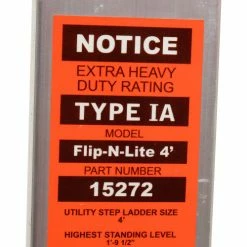 NOTICE
EXTRA HEAVY
DUTY RATING
TYPE IA
MODEL
Flip-N-Lite 4'
PART NUMBER
15272
UTILITY STEP LADDER SIZE
4'
HIGHEST STANDING LEVEL
1'-9 1/2"